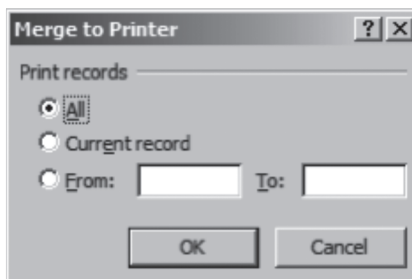 Merge to Printer ? X
Print records
All
Current record
From: To:
OK Cancel